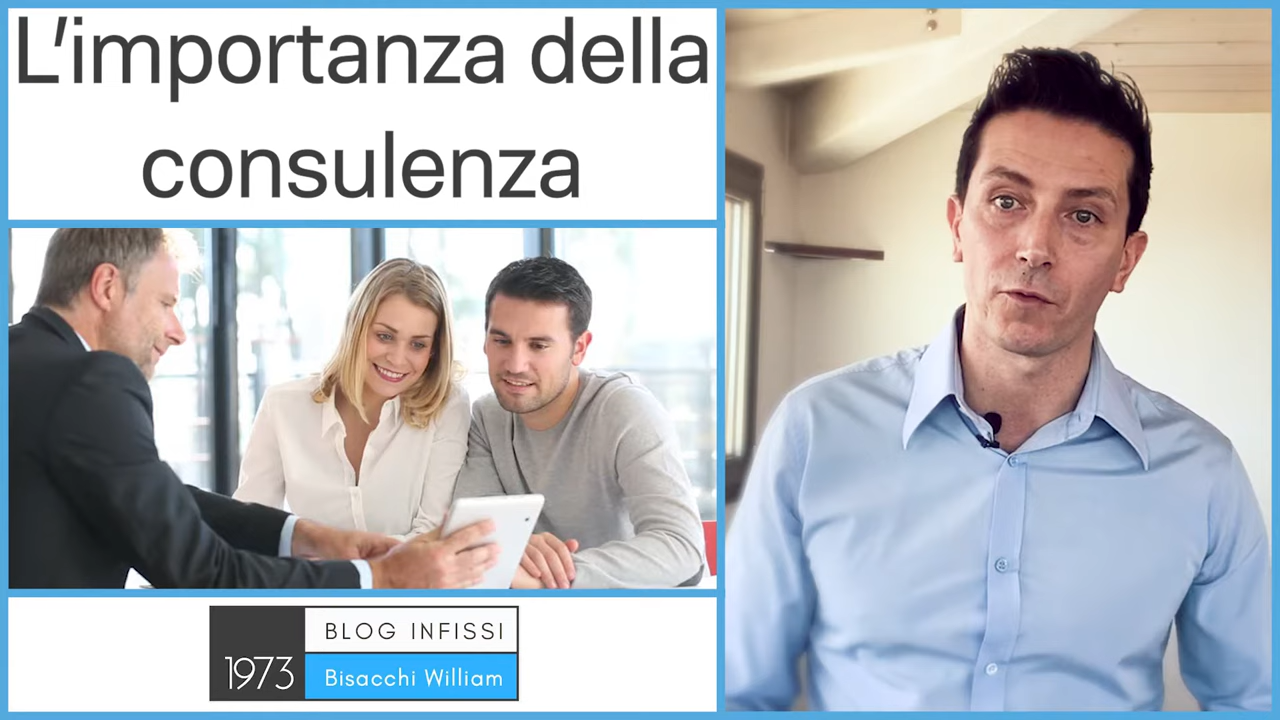 L'importanza della
consulenza
1973
BLOG INFISSI
Bisacchi William